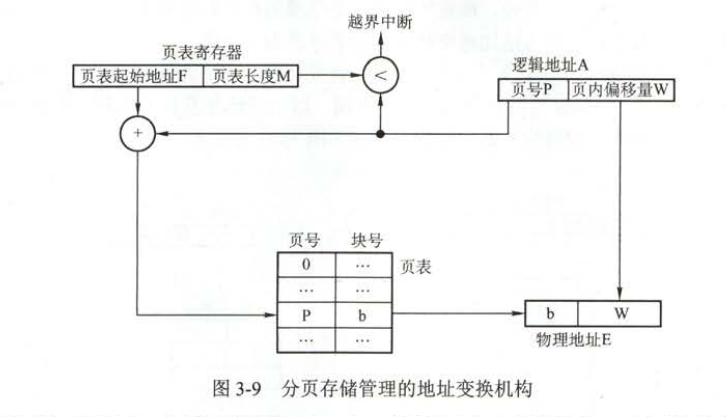 越界中断
页表寄存器
页表起始地址F 页表长度M
<
逻辑地址A
页号P 页内偏移量W
+
页号 块号
0 …
页表
… …
P b
… …
b W
物理地址E
图 3-9 分页存储管理的地址变换机构